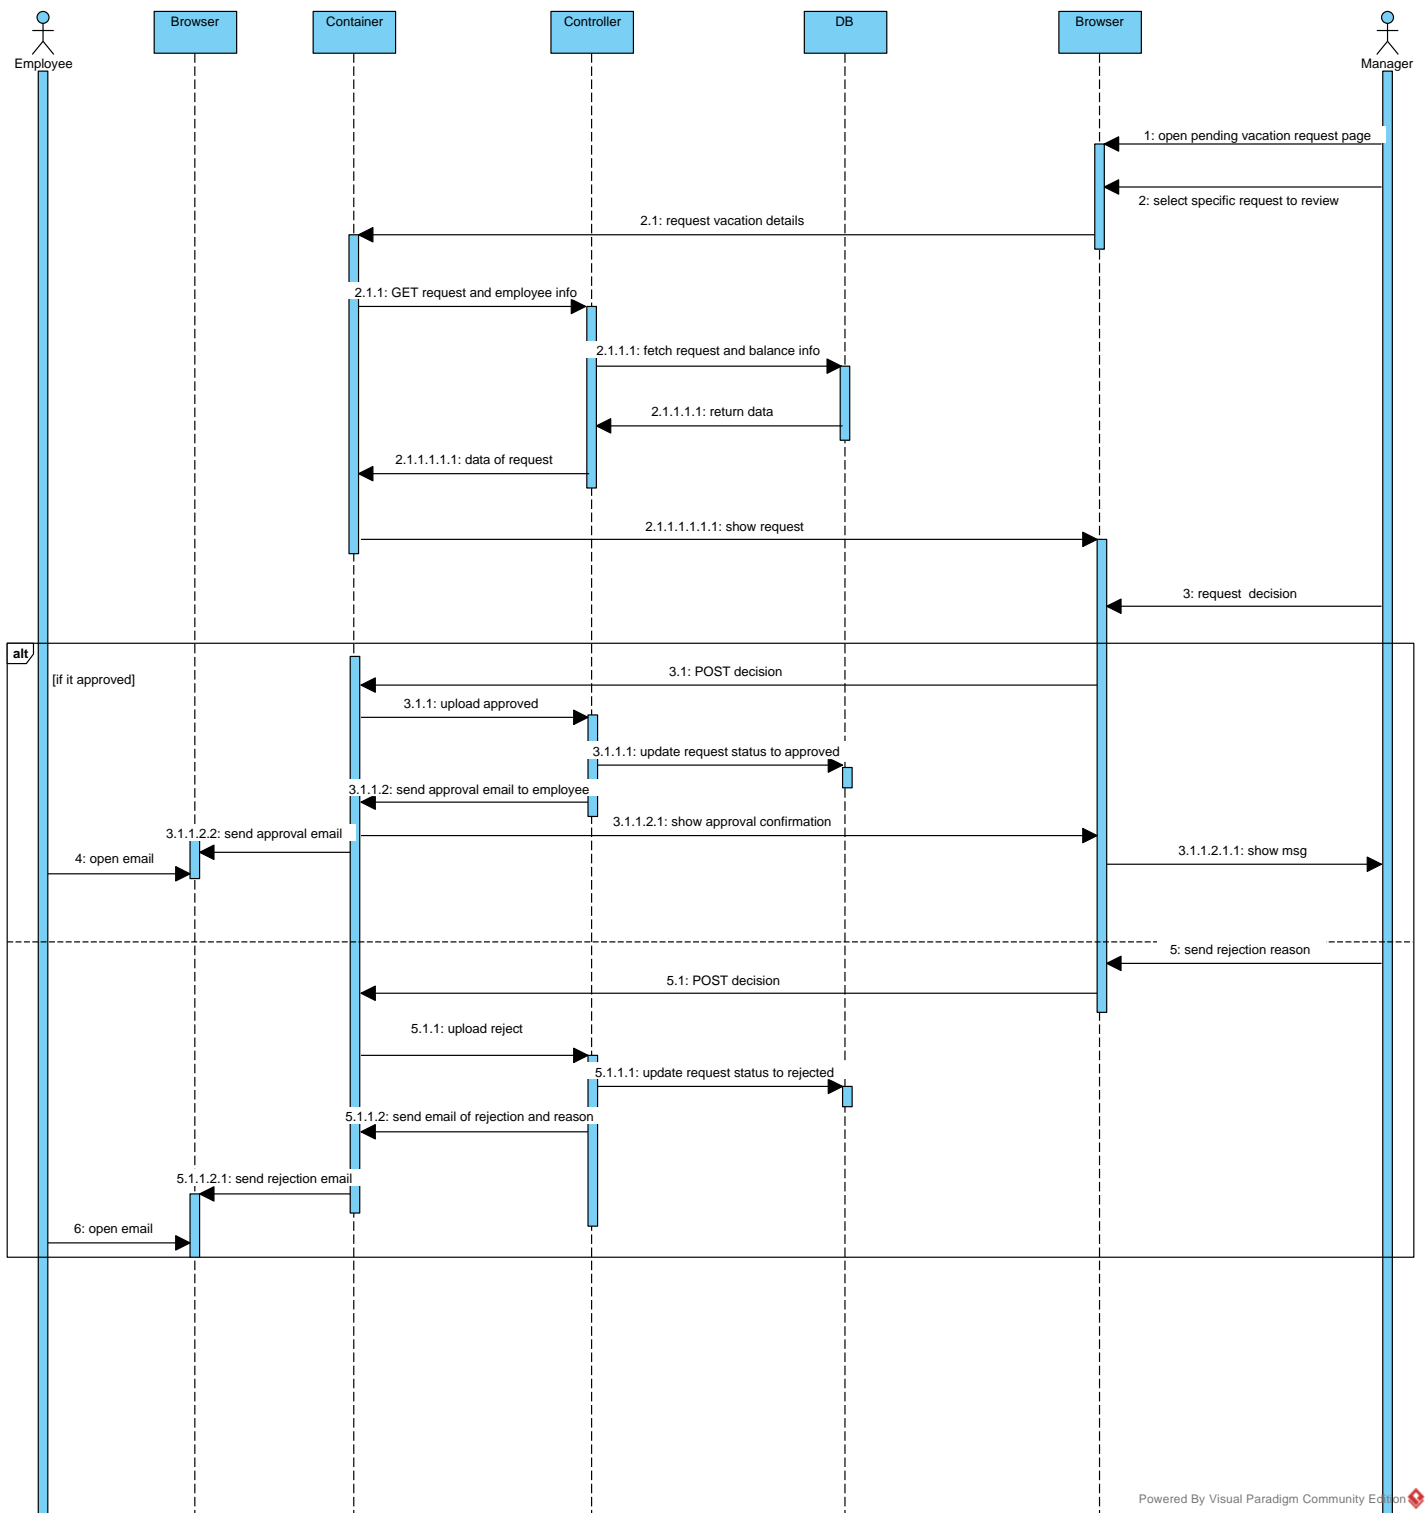 Browser
Container
Controller
DB
Browser
Employee
Manager
1: open pending vacation request page
2: select specific request to review
2.1: request vacation details
2.1.1: GET request and employee info
2.1.1.1: fetch request and balance info
2.1.1.1.1: return data
2.1.1.1.1.1: data of request
2.1.1.1.1.1.1: show request
3: request  decision
alt
[if it approved]
3.1: POST decision
3.1.1: upload approved
3.1.1.1: update request status to approved
3.1.1.2: send approval email to employee
3.1.1.2.1: show approval confirmation
3.1.1.2.2: send approval email
3.1.1.2.1.1: show msg
4: open email
5: send rejection reason
5.1: POST decision
5.1.1: upload reject
5.1.1.1: update request status to rejected
5.1.1.2: send email of rejection and reason
5.1.1.2.1: send rejection email
6: open email
Powered By Visual Paradigm Community Edition